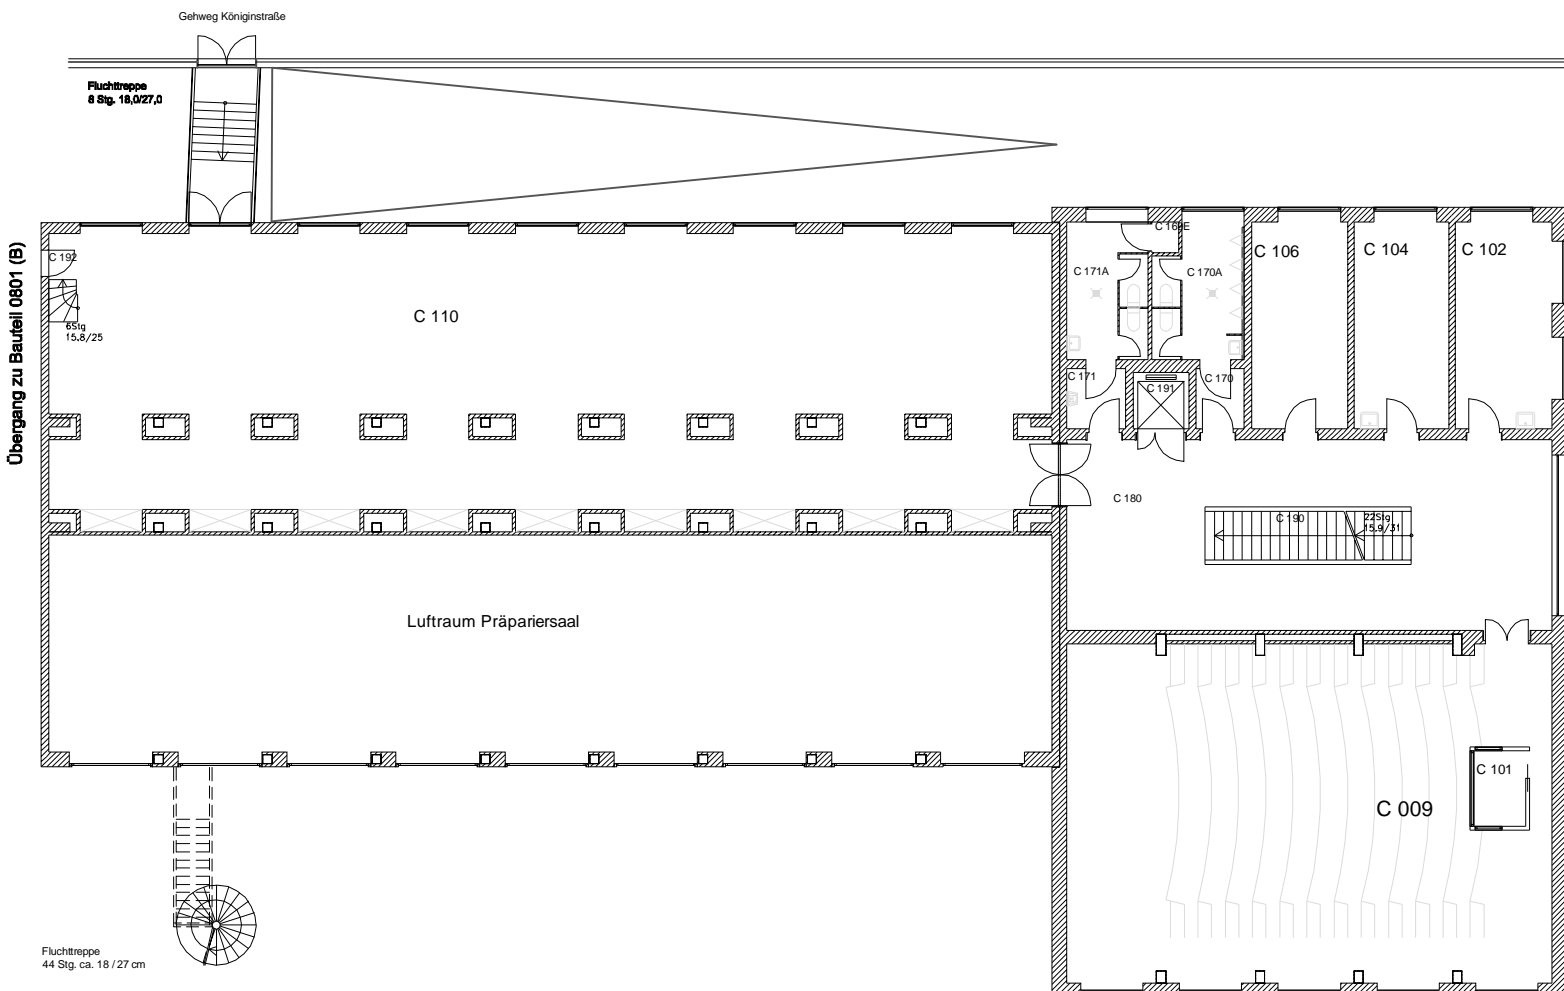 Gehweg Königinstraße
Fluchttreppe
8 Stg. 18,0/27,0
Übergang zu Bauteil 0801 (B)
C 192
6Stg
15.8/25
C 110
C 171A
C 170A
C 106
C 104
C 102
C 171
C 191
C 170
C 180
C 190
22Stg
15.9/31
Luftraum Präpariersaal
C 101
C 009
Fluchttreppe
44 Stg. ca. 18 / 27 cm